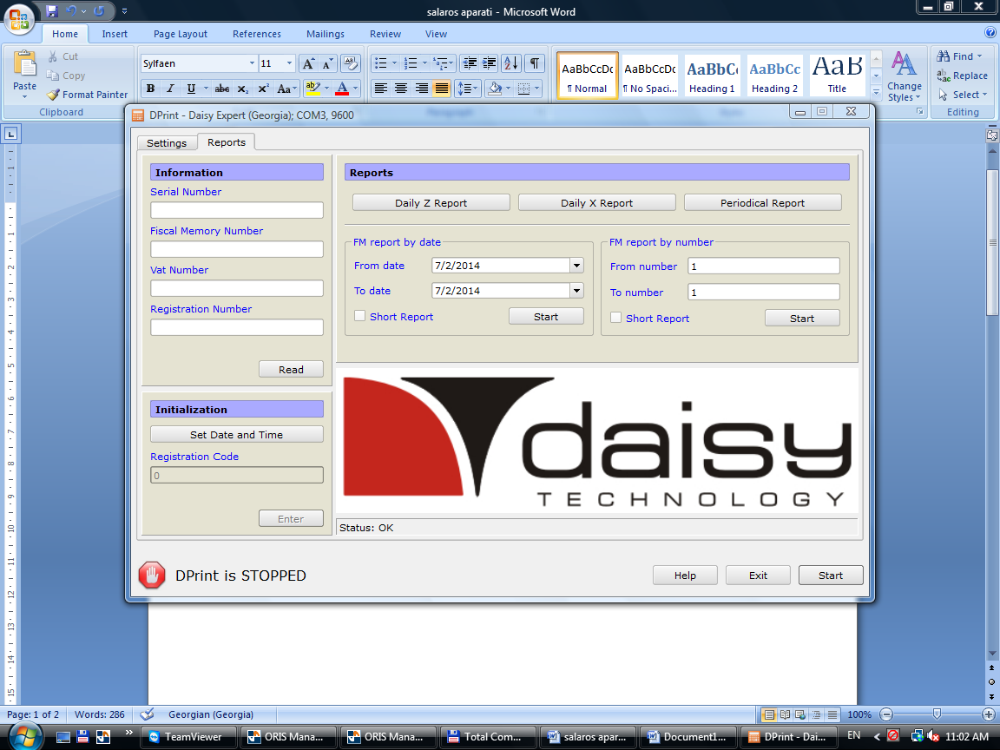 salaros aparati - Microsoft Word
Home Insert Page Layout References Mailings Review View
Paste
Cut
Copy
Format Painter
Clipboard
Sylfaen 11
AaBbCcDc AaBbCcDc AaBbC AaBbCc AaB
¶ Normal ¶ No Spaci... Heading 1 Heading 2 Title
Change Styles
Find
Replace
Select
Editing
DPrint - Daisy Expert (Georgia); COM3, 9600
Settings Reports
Information
Serial Number
Fiscal Memory Number
Vat Number
Registration Number
Read
Initialization
Set Date and Time
Registration Code
0
Enter
Reports
Daily Z Report Daily X Report Periodical Report
FM report by date
From date 7/2/2014
To date 7/2/2014
Short Report Start
FM report by number
From number 1
To number 1
Short Report Start
daisy
TECHNOLOGY
Status: OK
DPrint is STOPPED
Help Exit Start
Page: 1 of 2 Words: 286 Georgian (Georgia) 100%
TeamViewer ORIS Mana... ORIS Mana... Total Com... salaros apar... Document1... DPrint - Dai... EN 11:02 AM